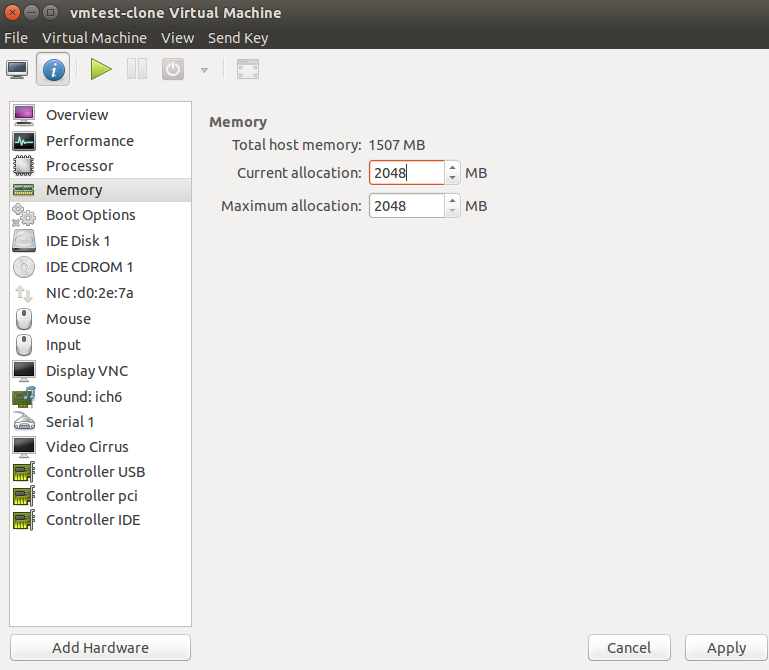 vmtest-clone Virtual Machine
File Virtual Machine View Send Key
Overview
Performance
Processor
Memory
Boot Options
IDE Disk 1
IDE CDROM 1
NIC :d0:2e:7a
Mouse
Input
Display VNC
Sound: ich6
Serial 1
Video Cirrus
Controller USB
Controller pci
Controller IDE
Add Hardware
Memory
Total host memory: 1507 MB
Current allocation: 2048 MB
Maximum allocation: 2048 MB
Cancel Apply